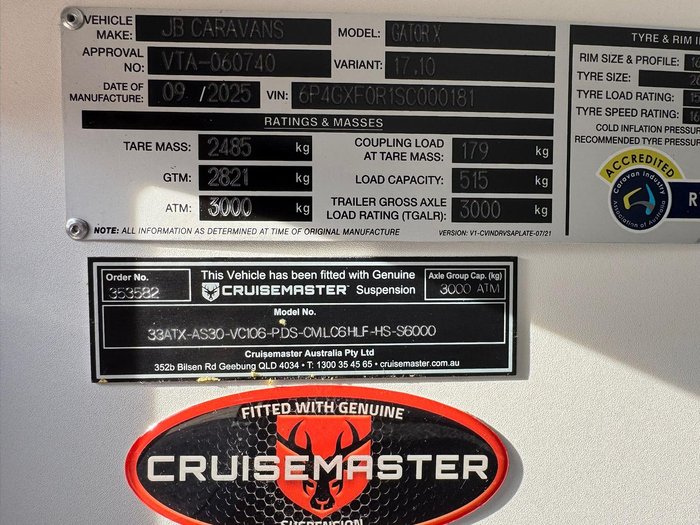 VEHICLE MAKE: JB CARAVANS MODEL: GATOR X
APPROVAL NO: VTA-060740 VARIANT: 17.10
DATE OF MANUFACTURE: 09 / 2025 VIN: 6P4GXF0R1SC000181
RATINGS & MASSES
TARE MASS: 2485 kg COUPLING LOAD AT TARE MASS: 179 kg
GTM: 2821 kg LOAD CAPACITY: 515 kg
ATM: 3000 kg TRAILER GROSS AXLE LOAD RATING (TGALR): 3000 kg
NOTE: ALL INFORMATION AS DETERMINED AT TIME OF ORIGINAL MANUFACTURE VERSION: V1-CVINDRVSAPLATE-07/21
TYRE & RIM
RIM SIZE & PROFILE: 16
TYRE SIZE:
TYRE LOAD RATING: 15
TYRE SPEED RATING: 16
COLD INFLATION
RECOMMENDED TYRE
ACCREDITED
Caravan Industry
Association of Australia
R
Order No. 353582
This Vehicle has been fitted with Genuine
CRUISEMASTER Suspension
Axle Group Cap. (kg)
3000 ATM
Model No.
33ATX-AS30-VC106-PDS-CMLC6HLF-HS-S6000
Cruisemaster Australia Pty Ltd
352b Bilsen Rd Geebung QLD 4034 • T: 1300 35 45 65 • cruisemaster.com.au
FITTED WITH GENUINE
CRUISEMASTER
SUSPENSION